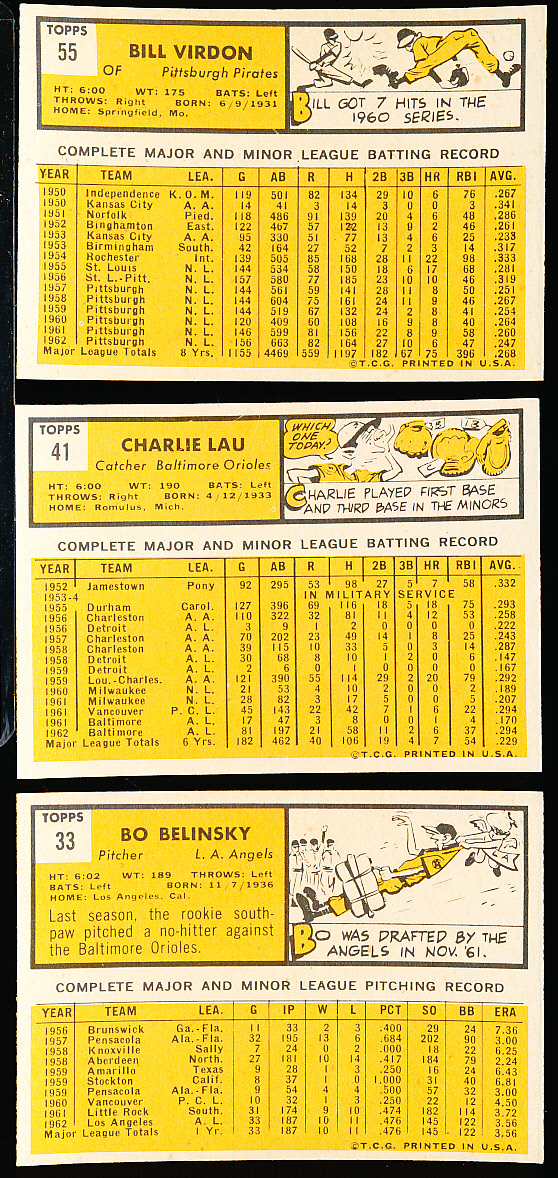 TOPPS
55
BILL VIRDON
OF Pittsburgh Pirates
HT: 6:00 WT: 175 BATS: Left
THROWS: Right BORN: 6/9/1931
HOME: Springfield, Mo.
BILL GOT 7 HITS IN THE
1960 SERIES.
COMPLETE MAJOR AND MINOR LEAGUE BATTING RECORD
YEAR TEAM LEA. G AB R H 2B 3B HR RBI AVG.
1950 Independence K. O. M. 119 501 82 134 29 10 6 76 .267
1950 Kansas City A. A. 14 41 3 14 3 0 0 3 .341
1951 Norfolk Pied. 118 486 91 139 20 4 6 48 .286
1952 Binghamton East. 122 467 57 122 13 9 2 46 .261
1953 Kansas City A. A. 95 330 51 77 13 4 6 25 .233
1953 Birmingham South. 42 164 27 52 7 2 3 14 .317
1954 Rochester Int. 139 505 85 168 28 11 22 98 .333
1955 St. Louis N. L. 144 534 58 150 18 6 17 68 .281
1956 St. L.-Pitt. N. L. 157 580 77 185 23 10 10 46 .319
1957 Pittsburgh N. L. 144 561 59 141 28 11 8 50 .251
1958 Pittsburgh N. L. 144 604 75 161 24 11 9 46 .267
1959 Pittsburgh N. L. 144 519 67 132 24 2 8 41 .254
1960 Pittsburgh N. L. 120 409 60 108 16 9 8 40 .264
1961 Pittsburgh N. L. 146 599 81 156 22 8 9 58 .260
1962 Pittsburgh N. L. 156 663 82 164 27 10 6 47 .247
Major League Totals 8 Yrs. 1155 4469 559 1197 182 67 75 396 .268
©T.C.G. PRINTED IN U.S.A.
TOPPS
41
CHARLIE LAU
Catcher Baltimore Orioles
HT: 6:00 WT: 190 BATS: Left
THROWS: Right BORN: 4/12/1933
HOME: Romulus, Mich.
WHICH
ONE
TODAY?
3B 1B
CHARLIE PLAYED FIRST BASE
AND THIRD BASE IN THE MINORS
COMPLETE MAJOR AND MINOR LEAGUE BATTING RECORD
YEAR TEAM LEA. G AB R H 2B 3B HR RBI AVG.
1952 Jamestown Pony 92 295 53 98 27 5 7 58 .332
1953-4 IN MILITARY SERVICE
1955 Durham Carol. 127 396 69 116 18 5 18 75 .293
1956 Charleston A. A. 110 322 32 81 11 4 12 53 .258
1956 Detroit A. L. 3 9 1 2 0 0 0 0 .222
1957 Charleston A. A. 70 202 23 49 14 1 8 25 .243
1958 Charleston A. A. 39 115 10 33 5 0 3 14 .287
1958 Detroit A. L. 30 68 8 10 1 2 0 6 .147
1959 Detroit A. L. 2 6 0 1 0 0 0 0 .167
1959 Lou.-Charles. A. A. 121 390 55 114 29 2 20 79 .292
1960 Milwaukee N. L. 21 53 4 10 2 0 0 2 .189
1961 Milwaukee N. L. 28 82 3 17 5 0 0 5 .207
1961 Vancouver P. C. L. 45 143 22 42 7 1 6 22 .294
1961 Baltimore A. L. 17 47 3 8 0 0 1 4 .170
1962 Baltimore A. L. 81 197 21 58 11 2 6 37 .294
Major League Totals 6 Yrs. 182 462 40 106 19 4 7 54 .229
©T.C.G. PRINTED IN U.S.A.
TOPPS
33
BO BELINSKY
Pitcher L. A. Angels
HT: 6:02 WT: 189 THROWS: Left
BATS: Left BORN: 11/7/1936
HOME: Los Angeles, Cal.
Last season, the rookie south-
paw pitched a no-hitter against
the Baltimore Orioles.
BO WAS DRAFTED BY THE
ANGELS IN NOV. '61.
COMPLETE MAJOR AND MINOR LEAGUE PITCHING RECORD
YEAR TEAM LEA. G IP W L PCT SO BB ERA
1956 Brunswick Ga.-Fla. 11 33 2 3 .400 29 24 7.36
1957 Pensacola Ala.-Fla. 32 195 13 6 .684 202 90 3.00
1958 Knoxville Sally 7 24 0 2 .000 18 22 6.25
1958 Aberdeen North. 27 181 10 14 .417 184 79 2.24
1959 Amarillo Texas 9 28 1 3 .250 16 24 6.43
1959 Stockton Calif. 8 37 1 0 1.000 31 40 6.81
1959 Pensacola Ala.-Fla. 9 54 4 4 .500 57 32 3.00
1960 Vancouver P. C. L. 10 32 1 3 .250 22 12 4.50
1961 Little Rock South. 31 174 9 10 .474 182 114 3.72
1962 Los Angeles A. L. 33 187 10 11 .476 145 122 3.56
Major League Totals 1 Yr. 33 187 10 11 .476 145 122 3.56
©T.C.G. PRINTED IN U.S.A.